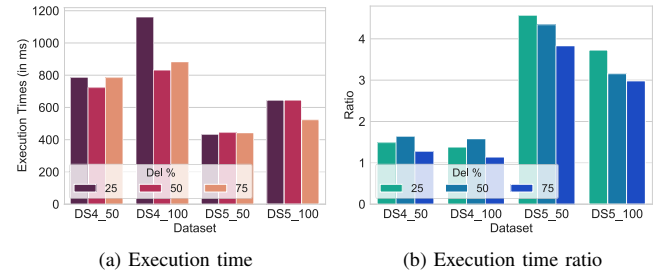 1200
1000
800
600
400
200
0
Execution Times (in ms)
Del %
25 50 75
DS4_50 DS4_100 DS5_50 DS5_100
Dataset
(a) Execution time
4
3
2
1
0
Ratio
Del %
25 50 75
DS4_50 DS4_100 DS5_50 DS5_100
Dataset
(b) Execution time ratio